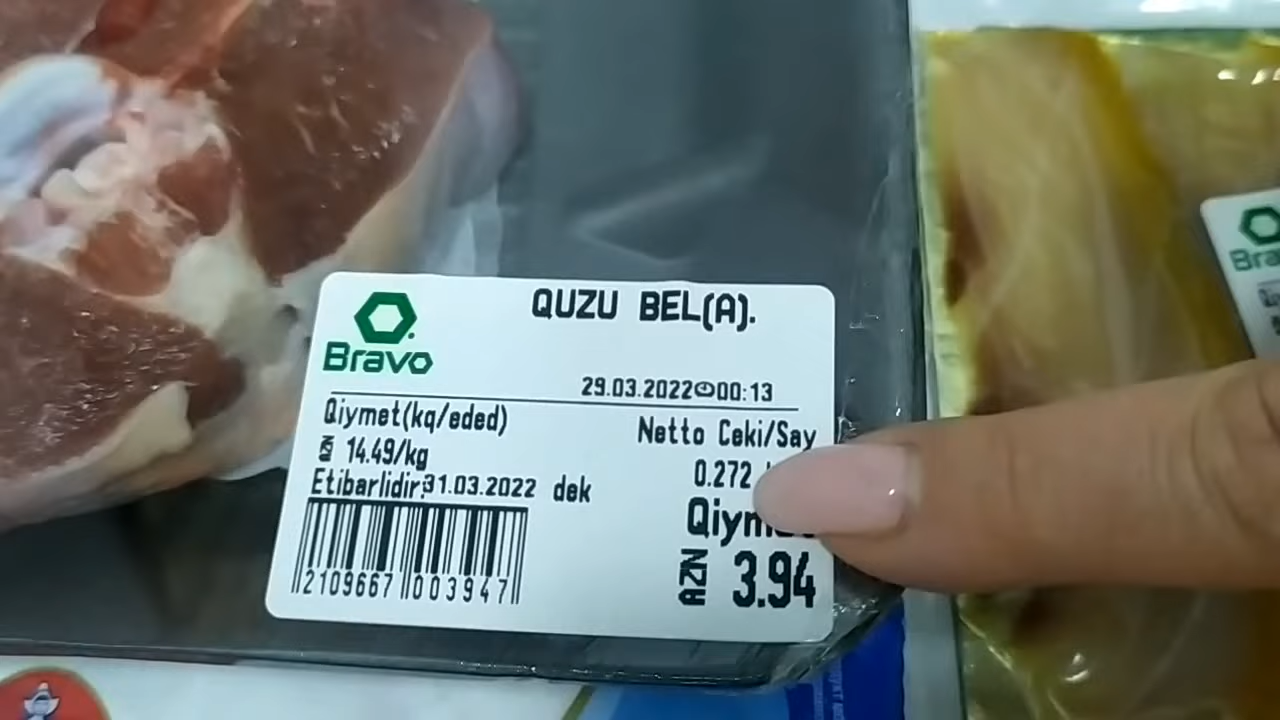 QUZU BEL(A).
Bravo
29.03.2022 00:13
Qiymet(kq/eded)
Netto Ceki/Say
AZN 14.49/kg
0.272
Etibarlidir:31.03.2022 dek
AZN 3.94
2109667 003947